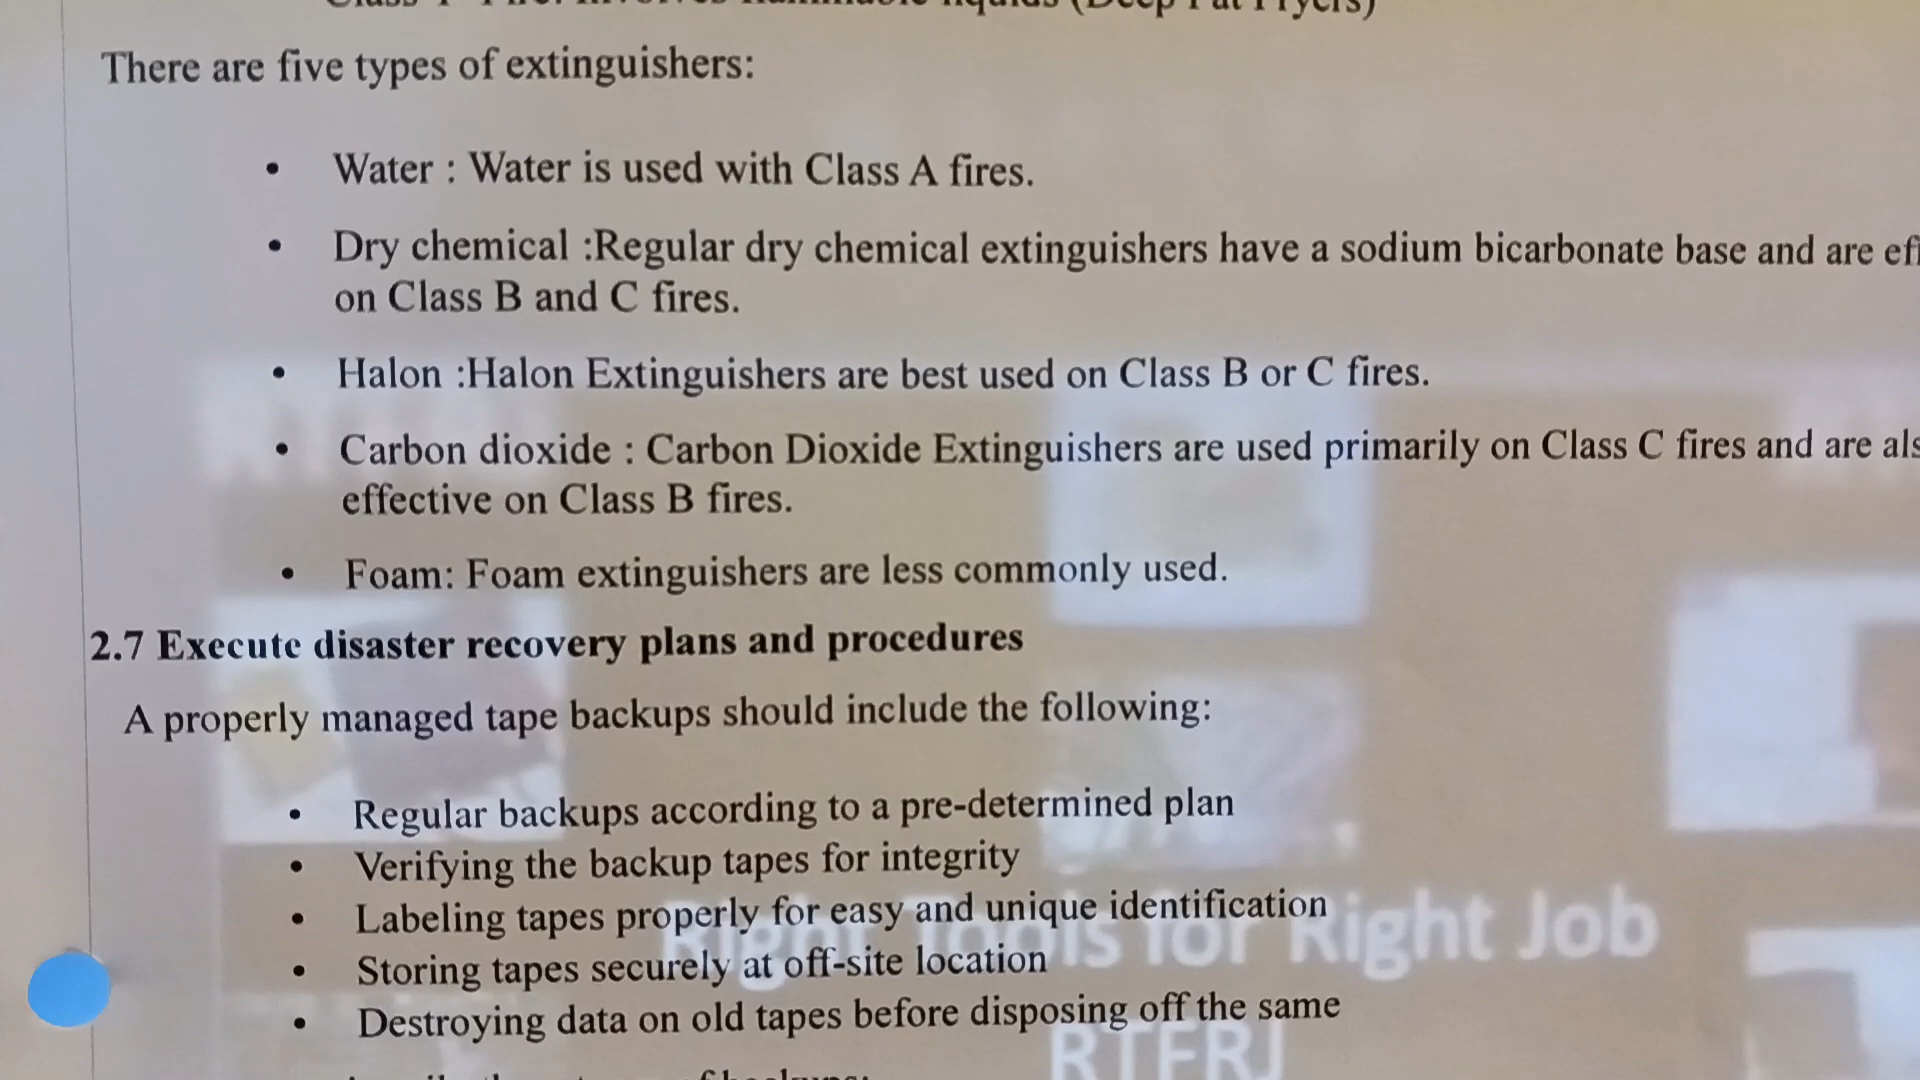 There are five types of extinguishers:
• Water : Water is used with Class A fires.
• Dry chemical :Regular dry chemical extinguishers have a sodium bicarbonate base and are
on Class B and C fires.
• Halon :Halon Extinguishers are best used on Class B or C fires.
• Carbon dioxide : Carbon Dioxide Extinguishers are used primarily on Class C fires and are
effective on Class B fires.
• Foam: Foam extinguishers are less commonly used.
2.7 Execute disaster recovery plans and procedures
A properly managed tape backups should include the following:
• Regular backups according to a pre-determined plan
• Verifying the backup tapes for integrity
• Labeling tapes properly for easy and unique identification
Right Tools for Right Job
• Storing tapes securely at off-site location
• Destroying data on old tapes before disposing off the same